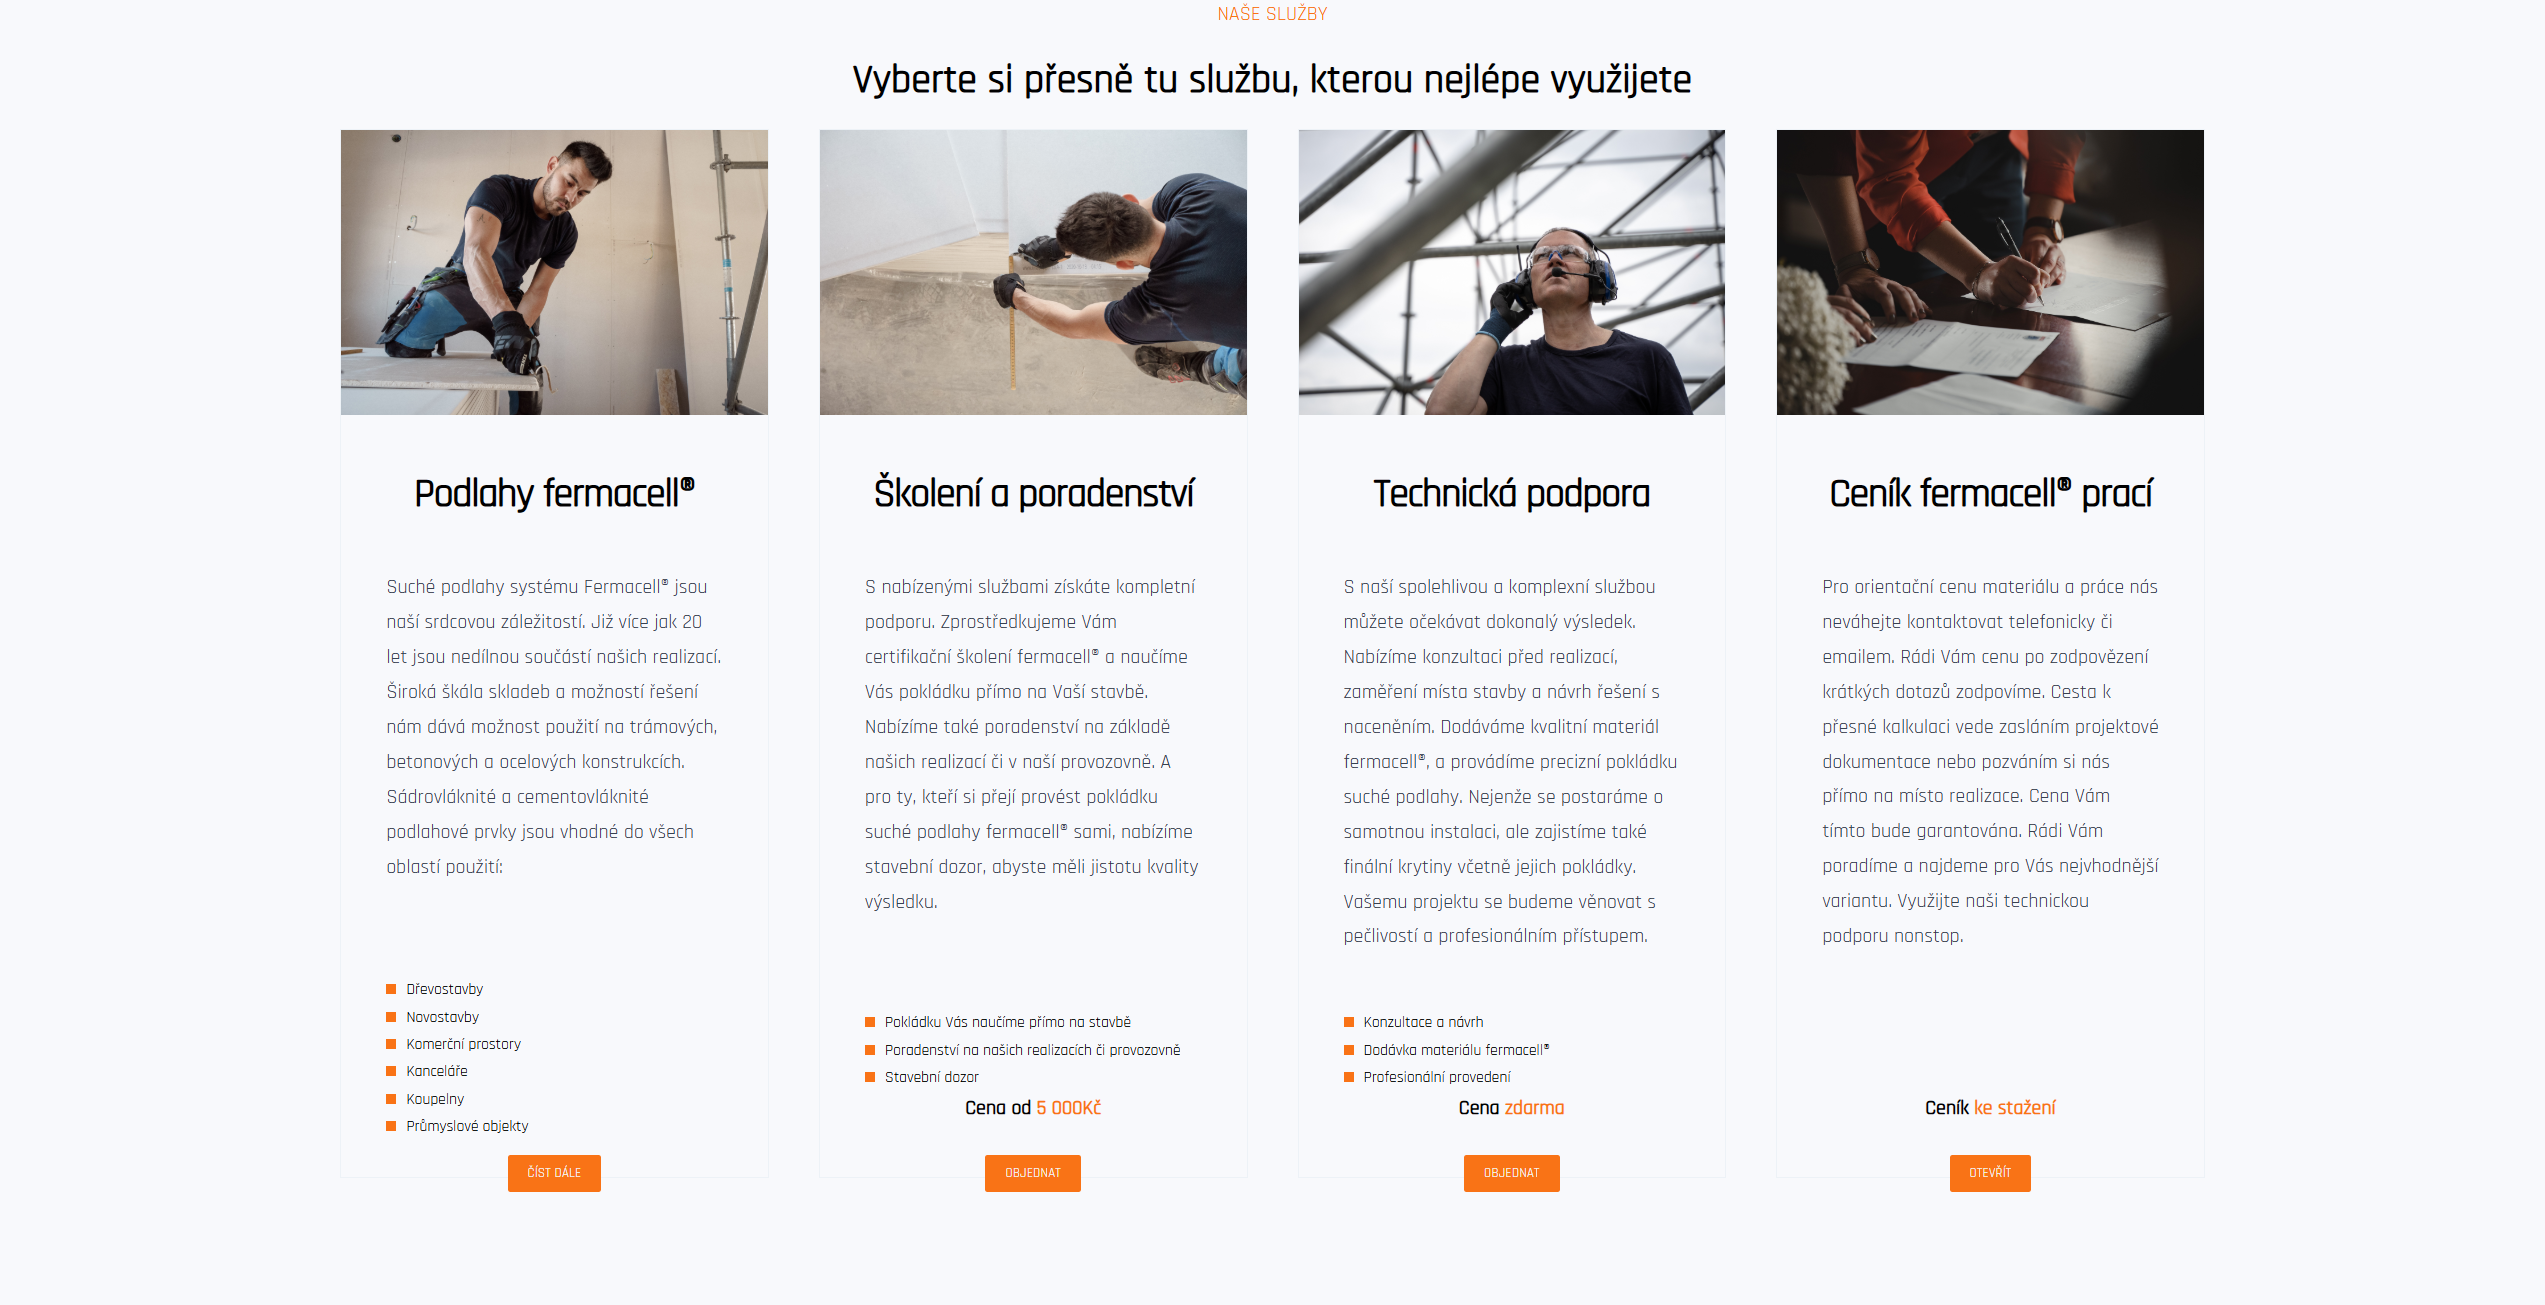 NAŠE SLUŽBY
Vyberte si přesně tu službu, kterou nejlépe využijete
Podlahy fermacell®
Suché podlahy systému Fermacell® jsou
naší srdcovou záležitostí. Již více jak 20
let jsou nedílnou součástí našich realizací.
Široká škála skladeb a možností řešení
nám dává možnost použití na trámových,
betonových a ocelových konstrukcích.
Sádrovláknité a cementovláknité
podlahové prvky jsou vhodné do všech
oblastí použití:
Dřevostavby
Novostavby
Komerční prostory
Kanceláře
Koupelny
Průmyslové objekty
ČÍST DÁLE
Školení a poradenství
S nabízenými službami získáte kompletní
podporu. Zprostředkujeme Vám
certifikační školení fermacell® a naučíme
Vás pokládku přímo na Vaší stavbě.
Nabízíme také poradenství na základě
našich realizací či v naší provozovně. A
pro ty, kteří si přejí provést pokládku
suché podlahy fermacell® sami, nabízíme
stavební dozor, abyste měli jistotu kvality
výsledku.
Pokládku Vás naučíme přímo na stavbě
Poradenství na našich realizacích či provozovně
Stavební dozor
Cena od 5 000Kč
OBJEDNAT
Technická podpora
S naší spolehlivou a komplexní službou
můžete očekávat dokonalý výsledek.
Nabízíme konzultaci před realizací,
zaměření místa stavby a návrh řešení s
naceněním. Dodáváme kvalitní materiál
fermacell®, a provádíme precizní pokládku
suché podlahy. Nejenže se postaráme o
samotnou instalaci, ale zajistíme také
finální krytiny včetně jejich pokládky.
Vašemu projektu se budeme věnovat s
pečlivostí a profesionálním přístupem.
Konzultace a návrh
Dodávka materiálu fermacell®
Profesionální provedení
Cena zdarma
OBJEDNAT
Ceník fermacell® prací
Pro orientační cenu materiálu a práce nás
neváhejte kontaktovat telefonicky či
emailem. Rádi Vám cenu po zodpovězení
krátkých dotazů zodpovíme. Cesta k
přesné kalkulaci vede zasláním projektové
dokumentace nebo pozváním si nás
přímo na místo realizace. Cena Vám
tímto bude garantována. Rádi Vám
poradíme a najdeme pro Vás nejvhodnější
variantu. Využijte naši technickou
podporu nonstop.
Ceník ke stažení
OTEVŘÍT